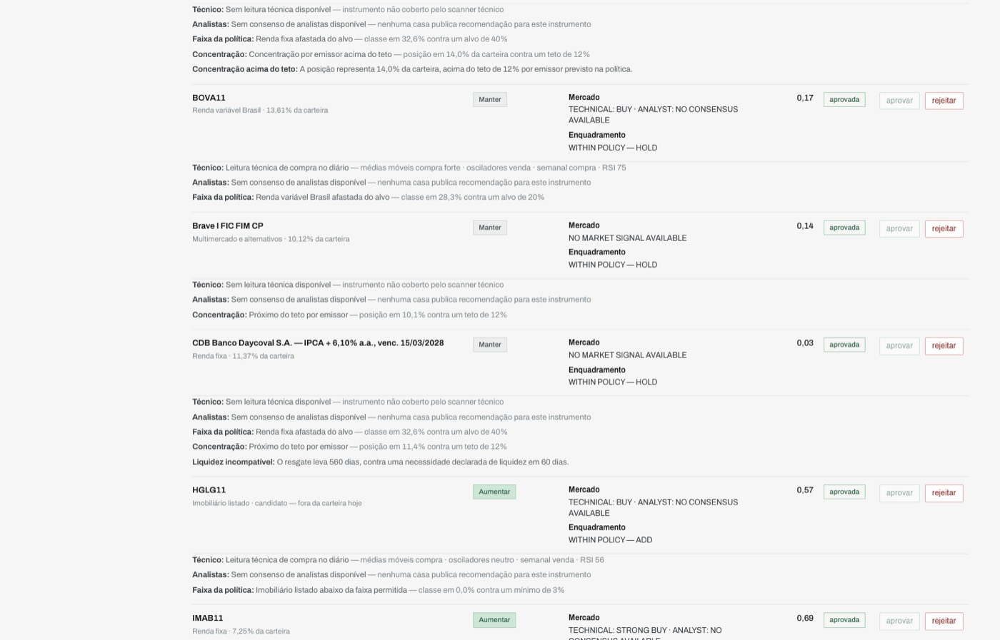 Técnico: Sem leitura técnica disponível — instrumento não coberto pelo scanner técnico
Analistas: Sem consenso de analistas disponível — nenhuma casa publica recomendação para este instrumento
Faixa da política: Renda fixa afastada do alvo — classe em 32,6% contra um alvo de 40%
Concentração: Concentração por emissor acima do teto — posição em 14,0% da carteira contra um teto de 12%
Concentração acima do teto: A posição representa 14,0% da carteira, acima do teto de 12% por emissor previsto na política.
BOVA11
Renda variável Brasil · 13,61% da carteira
Manter
Mercado
TECHNICAL: BUY · ANALYST: NO CONSENSUS
AVAILABLE
Enquadramento
WITHIN POLICY — HOLD
0,17
aprovada
aprovar
rejeitar
Técnico: Leitura técnica de compra no diário — médias móveis compra forte · osciladores venda · semanal compra · RSI 75
Analistas: Sem consenso de analistas disponível — nenhuma casa publica recomendação para este instrumento
Faixa da política: Renda variável Brasil afastada do alvo — classe em 28,3% contra um alvo de 20%
Brave I FIC FIM CP
Multimercado e alternativos · 10,12% da carteira
Manter
Mercado
NO MARKET SIGNAL AVAILABLE
Enquadramento
WITHIN POLICY — HOLD
0,14
aprovada
aprovar
rejeitar
Técnico: Sem leitura técnica disponível — instrumento não coberto pelo scanner técnico
Analistas: Sem consenso de analistas disponível — nenhuma casa publica recomendação para este instrumento
Concentração: Próximo do teto por emissor — posição em 10,1% contra um teto de 12%
CDB Banco Daycoval S.A. — IPCA + 6,10% a.a., venc. 15/03/2028
Renda fixa · 11,37% da carteira
Manter
Mercado
NO MARKET SIGNAL AVAILABLE
Enquadramento
WITHIN POLICY — HOLD
0,03
aprovada
aprovar
rejeitar
Técnico: Sem leitura técnica disponível — instrumento não coberto pelo scanner técnico
Analistas: Sem consenso de analistas disponível — nenhuma casa publica recomendação para este instrumento
Faixa da política: Renda fixa afastada do alvo — classe em 32,6% contra um alvo de 40%
Concentração: Próximo do teto por emissor — posição em 11,4% contra um teto de 12%
Liquidez incompatível: O resgate leva 560 dias, contra uma necessidade declarada de liquidez em 60 dias.
HGLG11
Imobiliário listado · candidato — fora da carteira hoje
Aumentar
Mercado
TECHNICAL: BUY · ANALYST: NO CONSENSUS
AVAILABLE
Enquadramento
WITHIN POLICY — ADD
0,57
aprovada
aprovar
rejeitar
Técnico: Leitura técnica de compra no diário — médias móveis compra · osciladores neutro · semanal venda · RSI 56
Analistas: Sem consenso de analistas disponível — nenhuma casa publica recomendação para este instrumento
Faixa da política: Imobiliário listado abaixo da faixa permitida — classe em 0,0% contra um mínimo de 3%
IMAB11
Renda fixa · 7,25% da carteira
Aumentar
Mercado
TECHNICAL: STRONG BUY · ANALYST: NO
CONSENSUS AVAILABLE
0,69
aprovada
aprovar
rejeitar